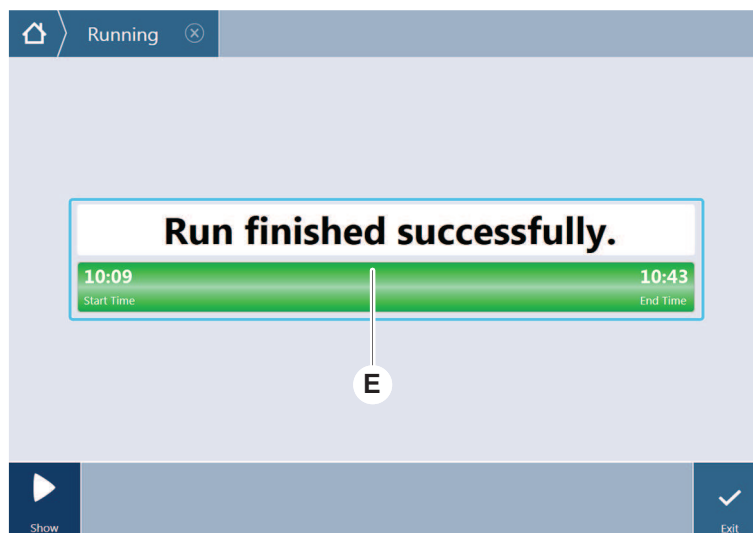 Running
Run finished successfully.
10:09 10:43
Start Time End Time
E
Show Exit